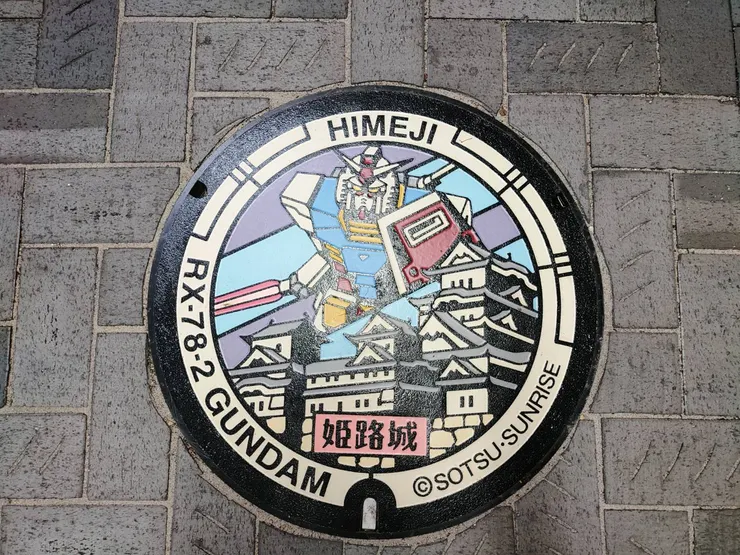 HIMEJI
RX-78-2 GUNDAM
姫路城
©SOTSU・SUNRISE